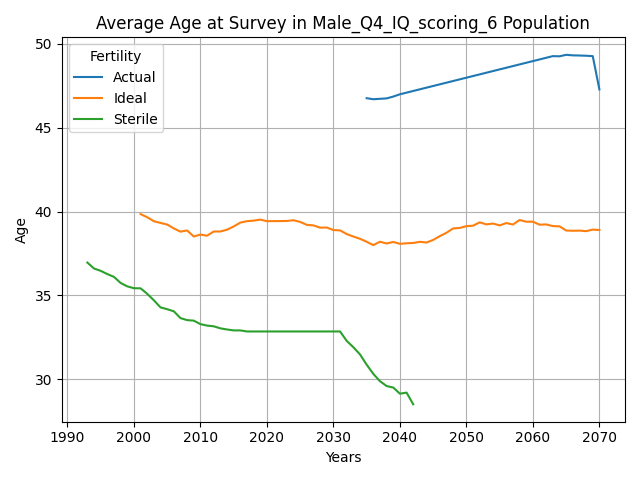 Average Age at Survey in Male_Q4_IQ_scoring_6 Population
Fertility
Actual
Ideal
Sterile
50
45
40
35
30
Age
1990 2000 2010 2020 2030 2040 2050 2060 2070
Years